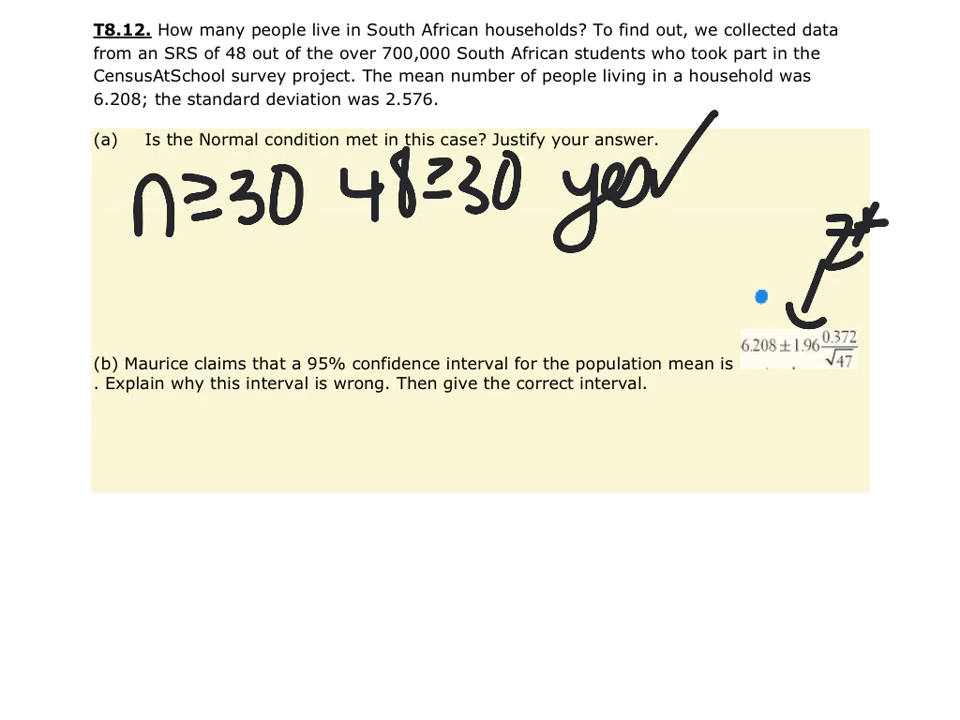 T8.12. How many people live in South African households? To find out, we collected data
from an SRS of 48 out of the over 700,000 South African students who took part in the
CensusAtSchool survey project. The mean number of people living in a household was
6.208; the standard deviation was 2.576.
(a) Is the Normal condition met in this case? Justify your answer.
n≥30 48≥30 yes✓
z*
(b) Maurice claims that a 95% confidence interval for the population mean is 6.208 ± 1.96 0.372/√47
. Explain why this interval is wrong. Then give the correct interval.